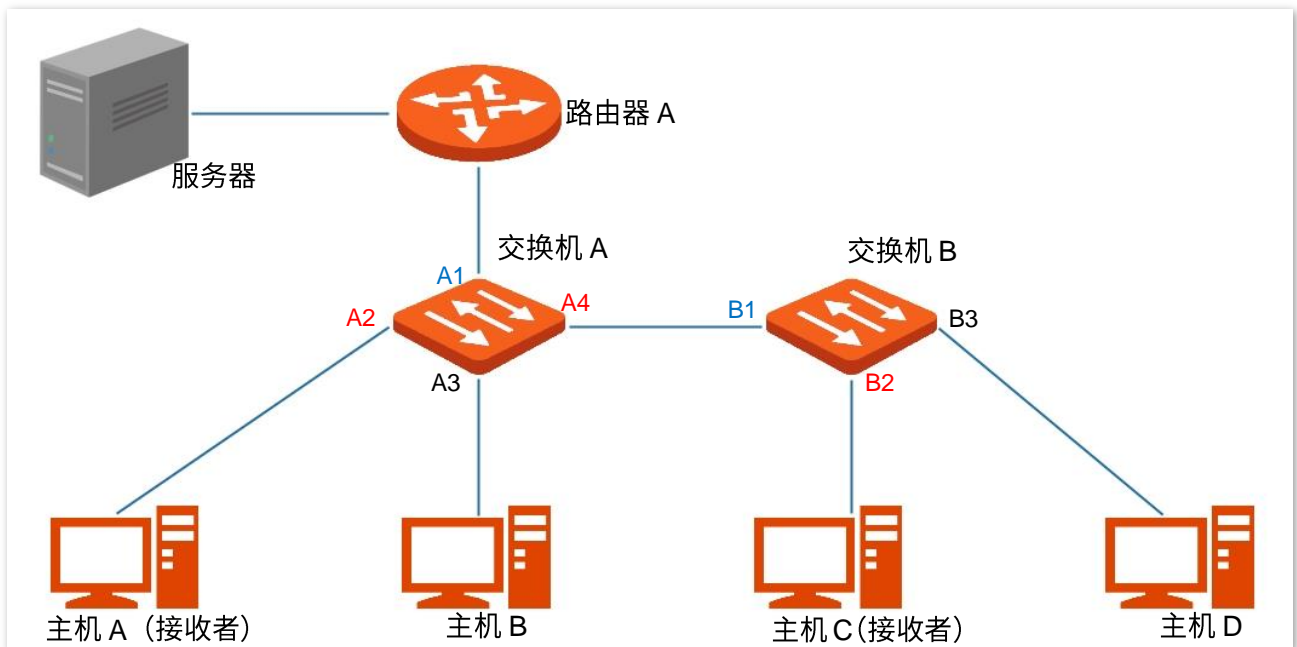 路由器 A
服务器
交换机 A
交换机 B
A1
A4
A2
B1
B3
A3
B2
主机 A（接收者）
主机 B
主机 C（接收者）
主机 D